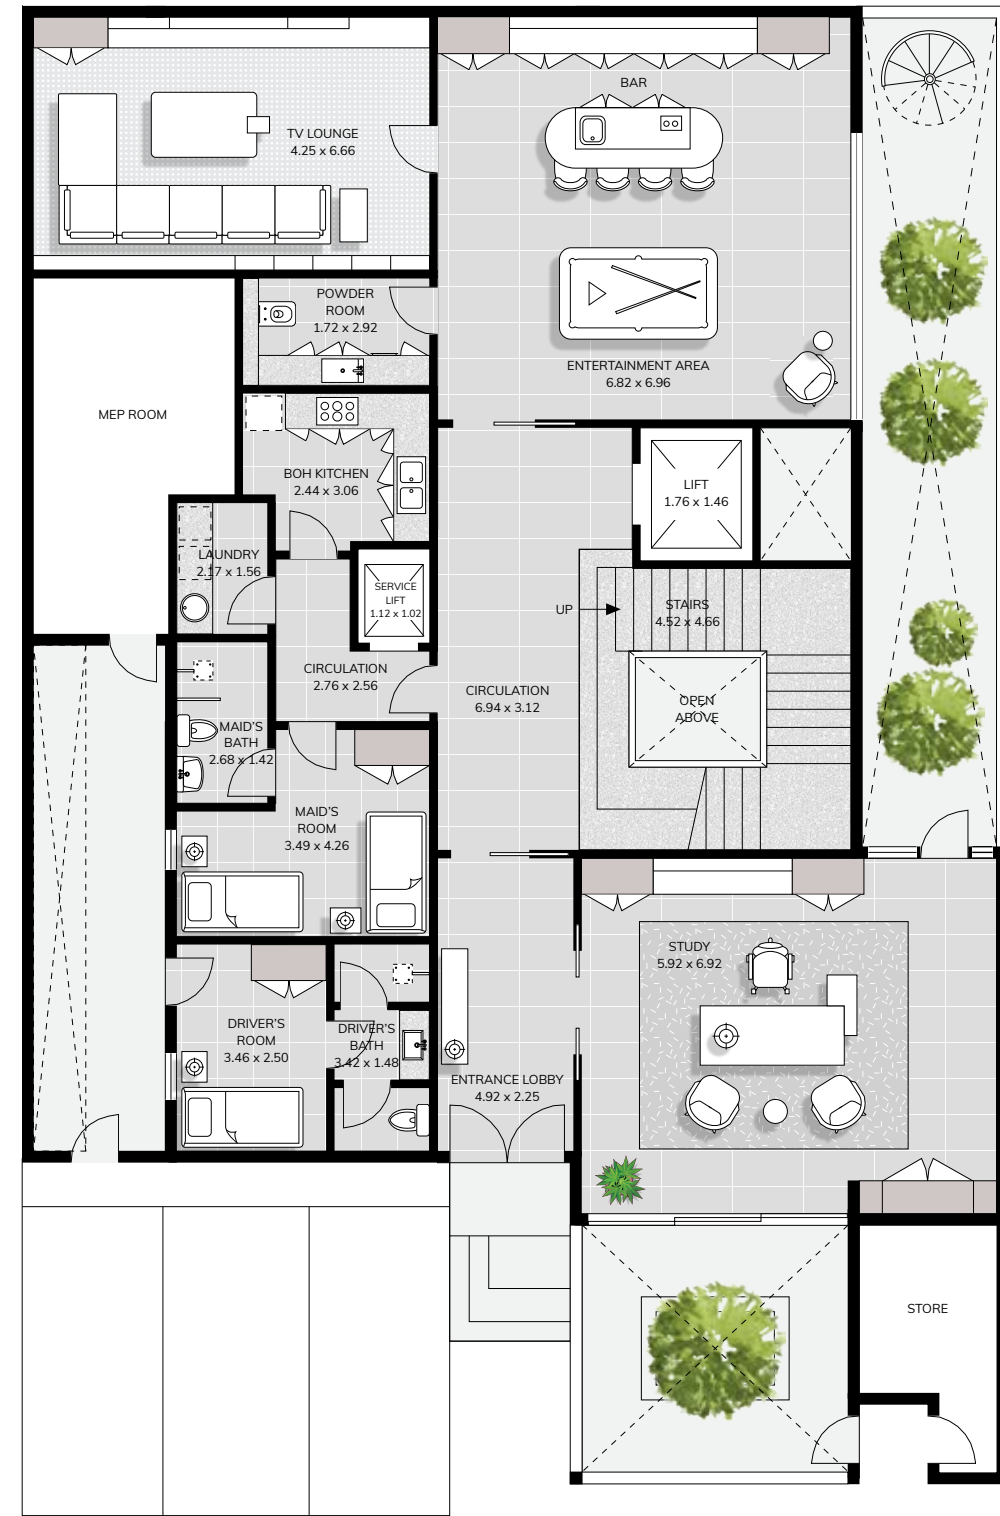 BAR
TV LOUNGE
4.25 x 6.66
POWDER
ROOM
1.72 x 2.92
ENTERTAINMENT AREA
6.82 x 6.96
MEP ROOM
BOH KITCHEN
2.44 x 3.06
LIFT
1.76 x 1.46
LAUNDRY
2.17 x 1.56
SERVICE
LIFT
1.12 x 1.02
UP
STAIRS
4.52 x 4.66
CIRCULATION
2.76 x 2.56
CIRCULATION
6.94 x 3.12
OPEN
ABOVE
MAID'S
BATH
2.68 x 1.42
MAID'S
ROOM
3.49 x 4.26
STUDY
5.92 x 6.92
DRIVER'S
ROOM
3.46 x 2.50
DRIVER'S
BATH
3.42 x 1.48
ENTRANCE LOBBY
4.92 x 2.25
STORE